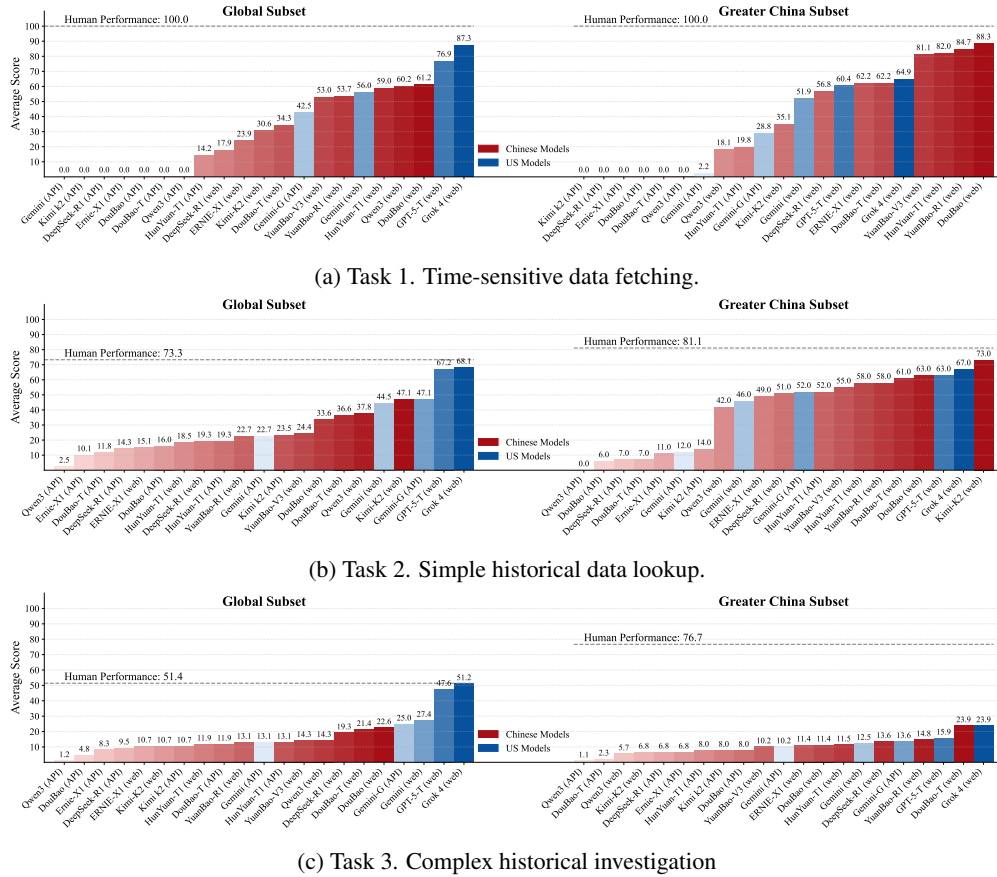 Global Subset
Human Performance: 100.0
Average Score
100
90
80
70
60
50
40
30
20
10
0.0 0.0 0.0 0.0 0.0 0.0 0.0 14.2 17.9 23.9 30.6 34.3 42.5 53.0 53.7 56.0 59.0 60.2 61.2 76.9 87.3
Gemini (API)
Kimi k2 (API)
DeepSeek-R1 (API)
Ernie-X1 (API)
DouBao (API)
DouBao-T (API)
Qwen3 (API)
HunYuan-T1 (API)
DeepSeek-R1 (web)
ERNIE-X1 (web)
Kimi-K2 (web)
DouBao-T (web)
Gemini-G (API)
YuanBao-V3 (web)
YuanBao-R1 (web)
Gemini (web)
HunYuan-T1 (web)
Qwen3 (web)
DouBao (web)
GPT-5-T (web)
Grok 4 (web)
Chinese Models
US Models
Greater China Subset
Human Performance: 100.0
0.0 0.0 0.0 0.0 0.0 0.0 2.2 18.1 19.8 28.8 35.1 51.9 56.8 60.4 62.2 62.2 64.9 81.1 82.0 84.7 88.3
Kimi k2 (API)
DeepSeek-R1 (API)
Ernie-X1 (API)
DouBao (API)
DouBao-T (API)
Qwen3 (API)
Gemini (API)
Qwen3 (web)
HunYuan-T1 (API)
Gemini-G (API)
Kimi-K2 (web)
Gemini (web)
DeepSeek-R1 (web)
GPT-5-T (web)
ERNIE-X1 (web)
DouBao-T (web)
Grok 4 (web)
YuanBao-V3 (web)
HunYuan-T1 (web)
YuanBao-R1 (web)
DouBao (web)
(a) Task 1. Time-sensitive data fetching.
Global Subset
Human Performance: 73.3
Average Score
100
90
80
70
60
50
40
30
20
10
2.5 10.1 11.8 14.3 15.1 16.0 18.5 19.3 19.3 22.7 22.7 23.5 24.4 33.6 36.6 37.8 44.5 47.1 47.1 67.2 68.1
Qwen3 (API)
Ernie-X1 (API)
DouBao-T (API)
DeepSeek-R1 (API)
ERNIE-X1 (web)
DouBao (API)
HunYuan-T1 (web)
DeepSeek-R1 (web)
HunYuan-T1 (API)
YuanBao-R1 (web)
Gemini (API)
Kimi k2 (API)
YuanBao-V3 (web)
DouBao (web)
DouBao-T (web)
Qwen3 (web)
Gemini (web)
Kimi-K2 (web)
Gemini-G (API)
GPT-5-T (web)
Grok 4 (web)
Chinese Models
US Models
Greater China Subset
Human Performance: 81.1
0.0 6.0 7.0 7.0 11.0 12.0 14.0 42.0 46.0 49.0 51.0 52.0 52.0 55.0 58.0 58.0 61.0 63.0 63.0 67.0 73.0
Qwen3 (API)
DouBao (API)
DeepSeek-R1 (API)
DouBao-T (API)
Ernie-X1 (API)
Gemini (API)
Kimi k2 (API)
Qwen3 (web)
Gemini (web)
ERNIE-X1 (web)
DeepSeek-R1 (web)
Gemini-G (API)
HunYuan-T1 (API)
YuanBao-V3 (web)
HunYuan-T1 (web)
YuanBao-R1 (web)
DouBao-T (web)
DouBao (web)
GPT-5-T (web)
Grok-4 (web)
Kimi-K2 (web)
(b) Task 2. Simple historical data lookup.
Global Subset
Human Performance: 51.4
Average Score
100
90
80
70
60
50
40
30
20
10
1.2 4.8 8.3 9.5 10.7 10.7 10.7 11.9 11.9 13.1 13.1 13.1 14.3 14.3 19.3 21.4 22.6 25.0 27.4 47.6 51.2
Qwen3 (API)
DouBao (API)
Ernie-X1 (API)
DeepSeek-R1 (API)
ERNIE-X1 (web)
Kimi-K2 (web)
Kimi k2 (API)
HunYuan-T1 (web)
DouBao-T (API)
YuanBao-R1 (web)
Gemini (API)
HunYuan-T1 (API)
YuanBao-V3 (web)
Qwen3 (web)
DeepSeek-R1 (web)
DouBao-T (web)
DouBao (web)
Gemini-G (API)
Gemini (web)
GPT-5-T (web)
Grok 4 (web)
Chinese Models
US Models
Greater China Subset
Human Performance: 76.7
1.1 2.3 5.7 6.8 6.8 6.8 8.0 8.0 8.0 10.2 10.2 11.4 11.4 11.5 12.5 13.6 13.6 14.8 15.9 23.9 23.9
Qwen3 (API)
DouBao-T (API)
Qwen3 (web)
Kimi-K2 (web)
DeepSeek-R1 (API)
Ernie-X1 (API)
HunYuan-T1 (API)
Kimi k2 (API)
DouBao (API)
YuanBao-V3 (web)
Gemini (API)
ERNIE-X1 (web)
DouBao (web)
HunYuan-T1 (web)
Gemini (web)
DeepSeek-R1 (web)
Gemini-G (API)
YuanBao-R1 (web)
GPT-5-T (web)
DouBao-T (web)
Grok 4 (web)
(c) Task 3. Complex historical investigation